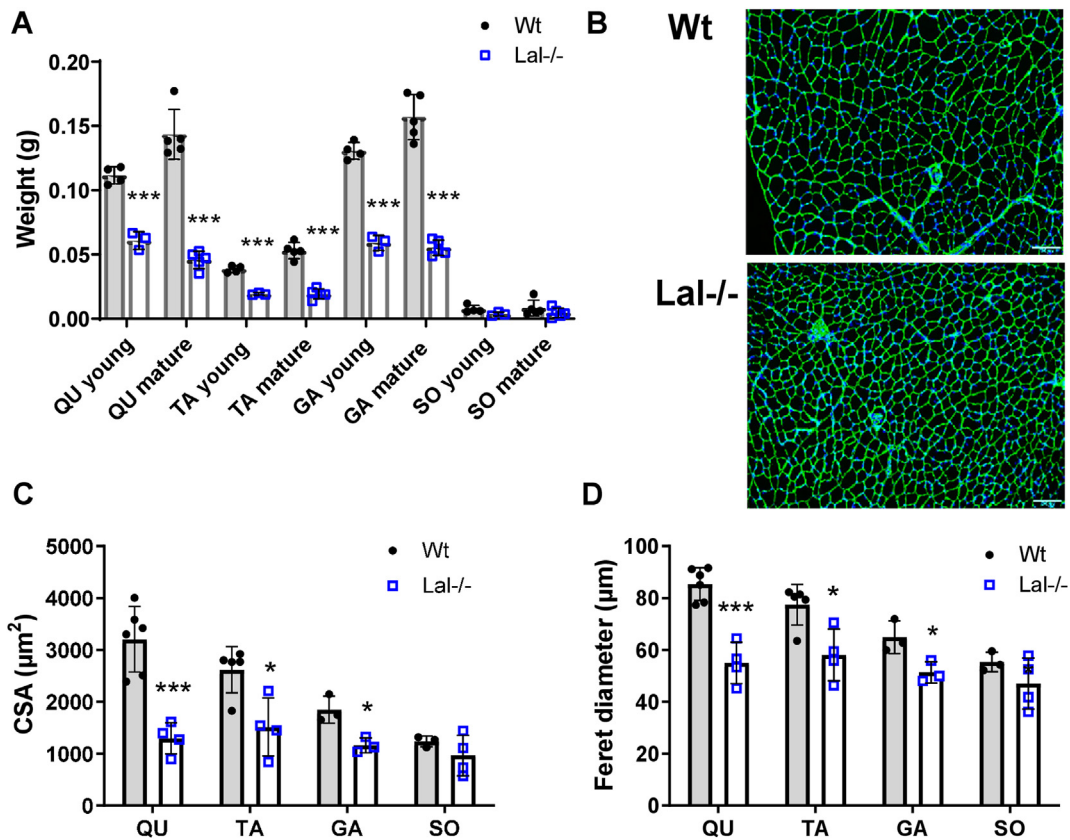 A
Wt
Lal-/-
Weight (g)
0.20
0.15
0.10
0.05
0.00
***
***
***
***
***
***
QU young
QU mature
TA young
TA mature
GA young
GA mature
SO young
SO mature
B
Wt
Lal-/-
C
Wt
Lal-/-
CSA (µm²)
5000
4000
3000
2000
1000
0
***
*
*
QU
TA
GA
SO
D
Wt
Lal-/-
Feret diameter (µm)
100
80
60
40
20
0
***
*
*
QU
TA
GA
SO